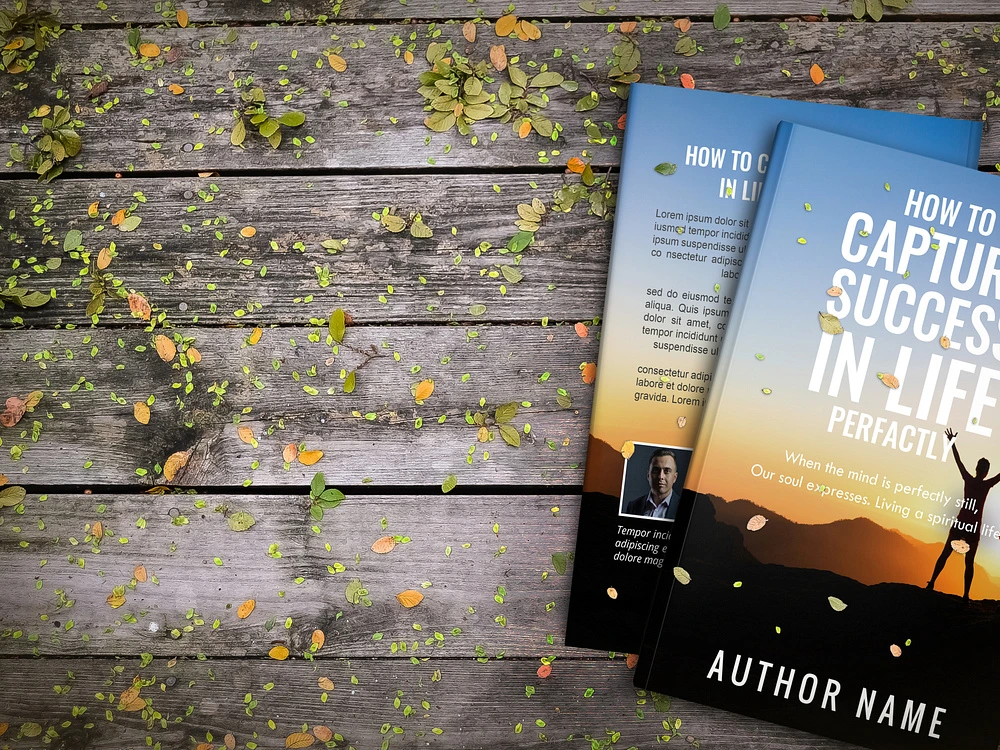 HOW TO C
IN LI
Lorem ipsum dolor sit
iusmod tempor incidid
ipsum suspendisse ul
co nsectetur adipisc
labo
sed do eiusmod te
aliqua. Quis ipsum
dolor sit amet, co
tempor incididunt
suspendisse ul
consectetur adipi
labore et dolore
gravida. Lorem i
Tempor inci
adipiscing e
dolore mag
HOW TO
CAPTUR
SUCCESS
IN LIFE
PERFACTLY
When the mind is perfectly still,
Our soul expresses. Living a spiritual life
AUTHOR NAME